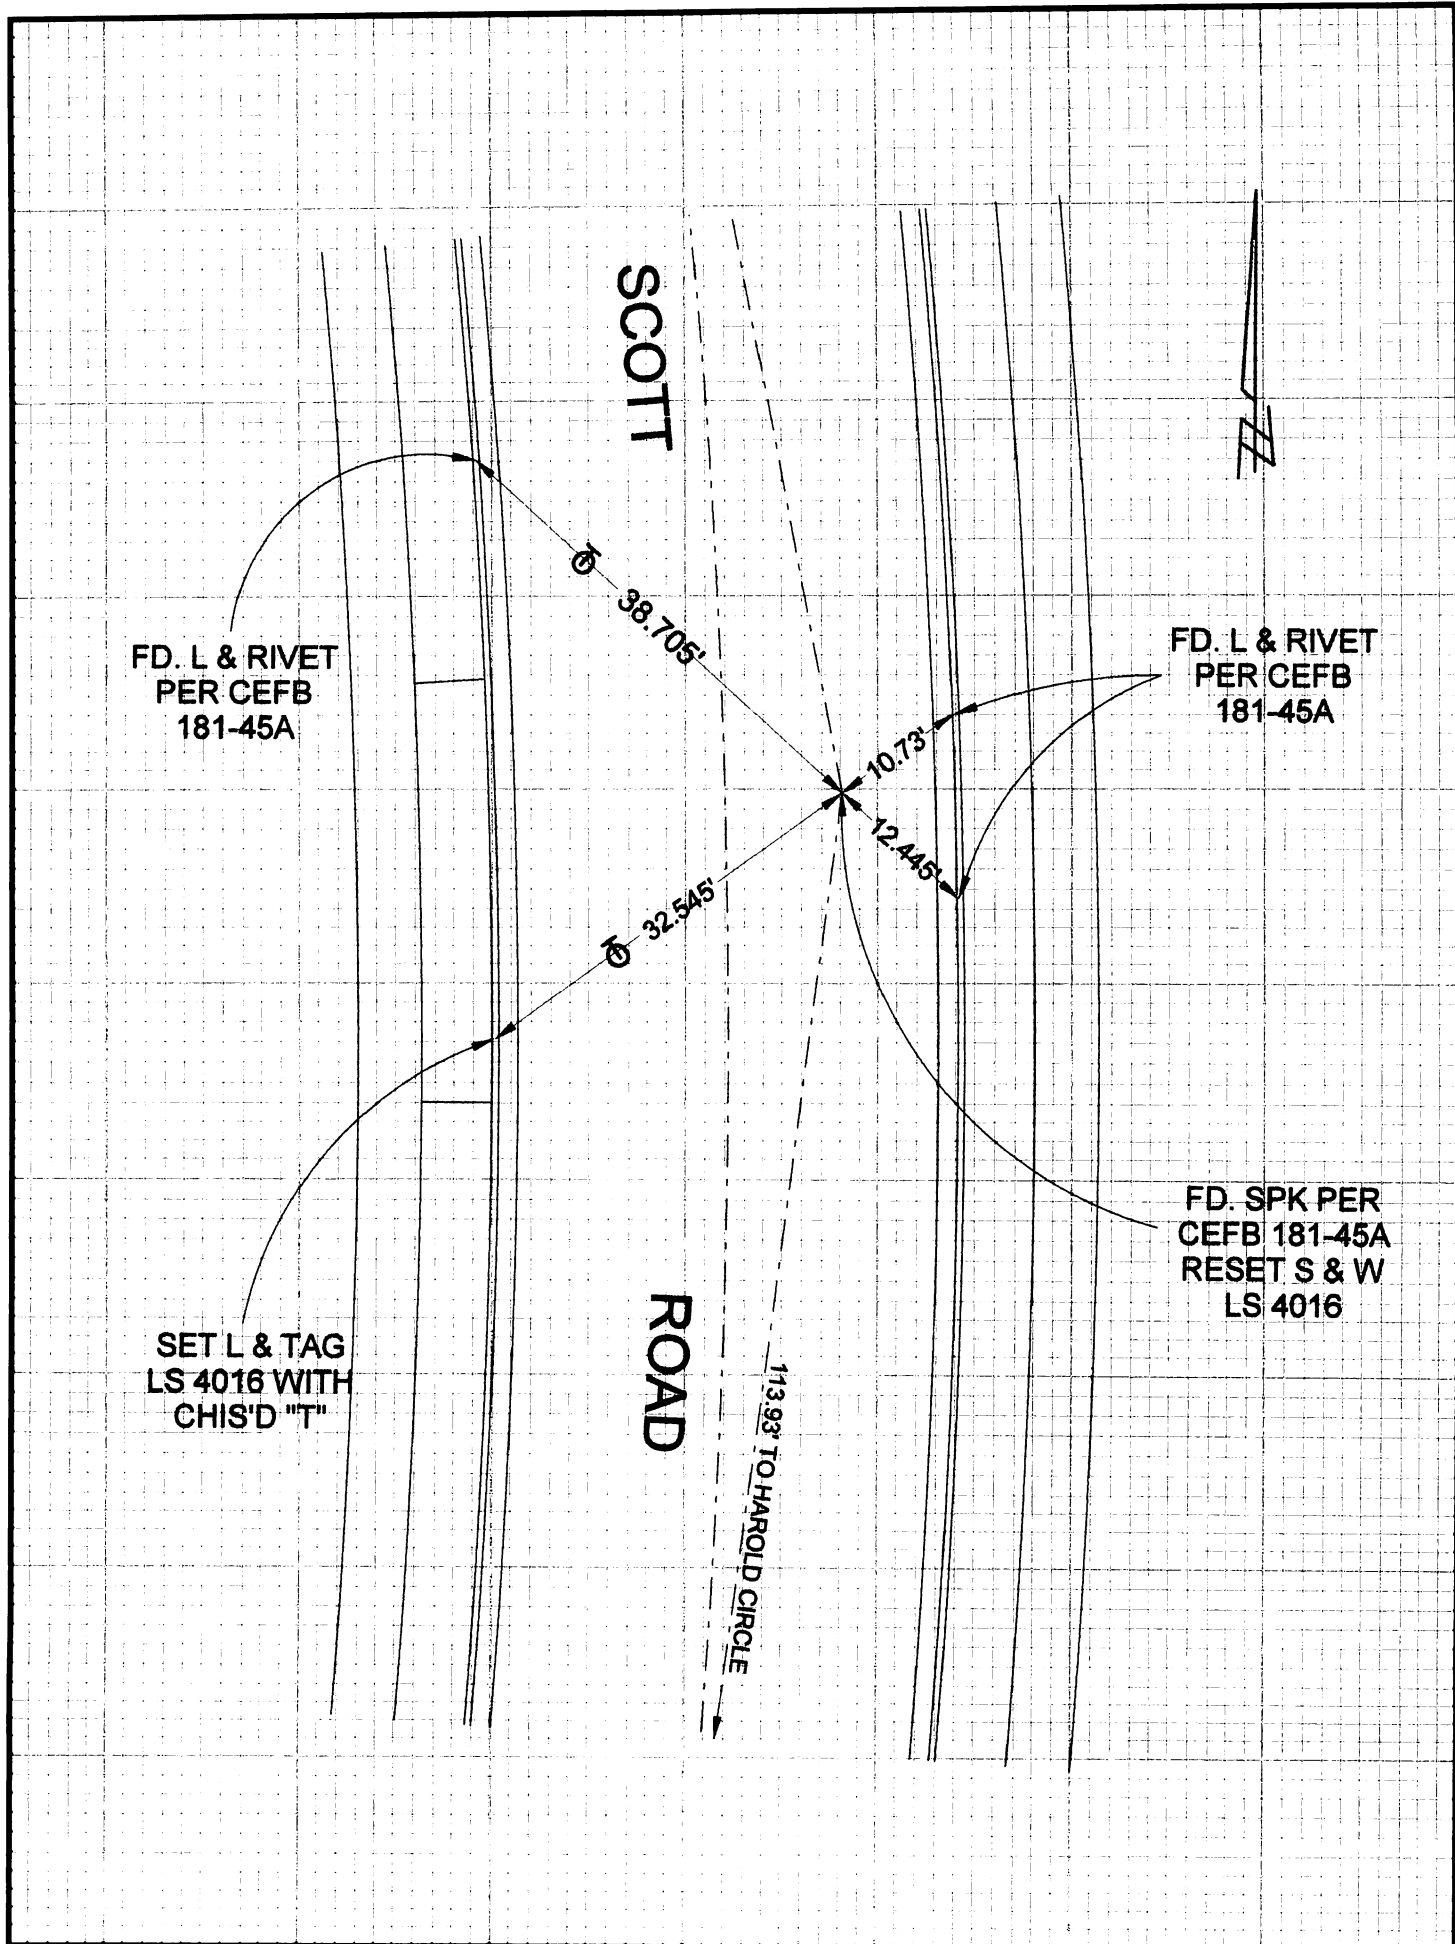 SCOTT
38.705'
FD. L & RIVET
PER CEFB
181-45A
FD. L & RIVET
PER CEFB
181-45A
10.73'
12.445'
32.545'
FD. SPK PER
CEFB 181-45A
RESET S & W
LS 4016
SET L & TAG
LS 4016 WITH
CHIS'D "T"
ROAD
113.93' TO HAROLD CIRCLE